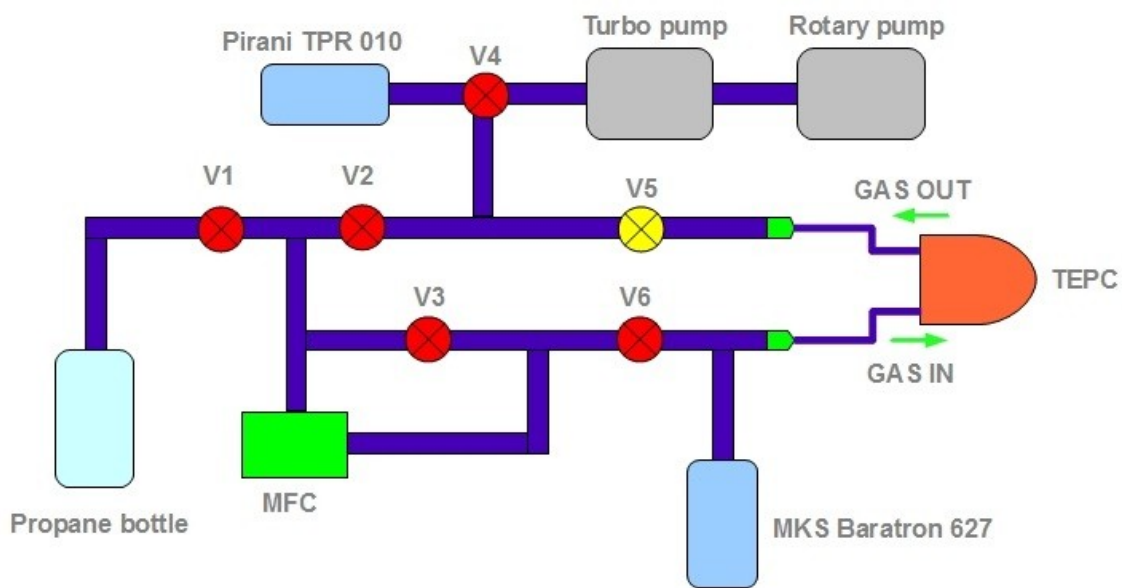 Turbo pump
Rotary pump
Pirani TPR 010
V4
V1
V2
V5
GAS OUT
TEPC
V3
V6
GAS IN
MFC
Propane bottle
MKS Baratron 627